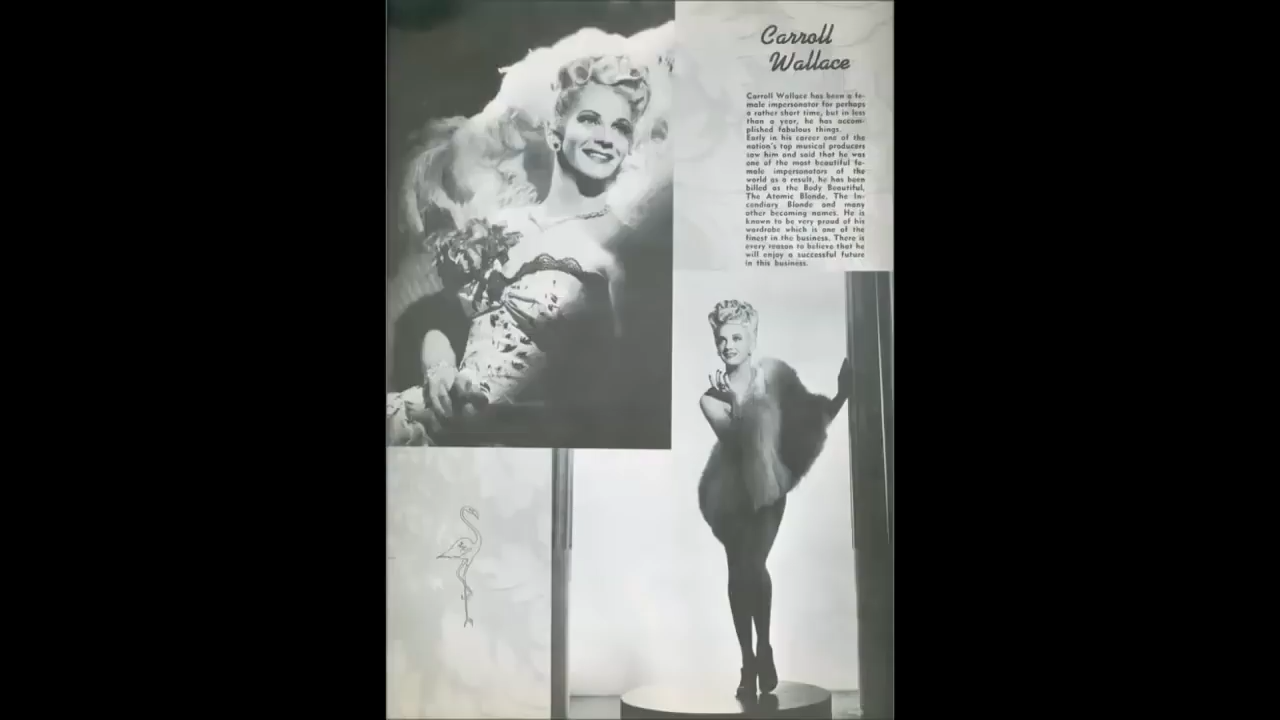 Carroll
Wallace
Carroll Wallace has been a fe-
male impersonator for perhaps
a rather short time, but in less
than a year, he has accom-
plished fabulous things.
Early in his career one of the
nation's top musical producers
saw him and said that he was
one of the most beautiful fe-
male impersonators of the
world as a result, he has been
billed as the Body Beautiful,
The Atomic Blonde, The In-
cendiary Blonde and many
other becoming names. He is
known to be very proud of his
wardrobe which is one of the
finest in the business. There is
every reason to believe that he
will enjoy a successful future
in this business.